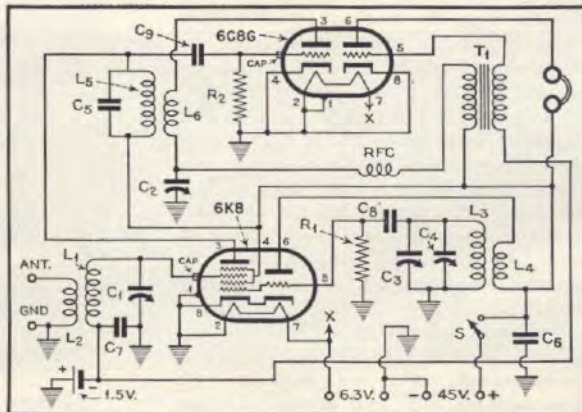 C9
6C8G
3
6
CAP
4
5
8
2
1
7
X
T1
L5
C5
L6
R2
C2
RFC
6K8
3
4
6
C8
R1
L3
C4
C3
L4
ANT.
L1
CAP
1
8
2
7
5
GND
L2
C1
C7
X
S
C6
+
-
1.5V.
6.3V.
-
45V.
+